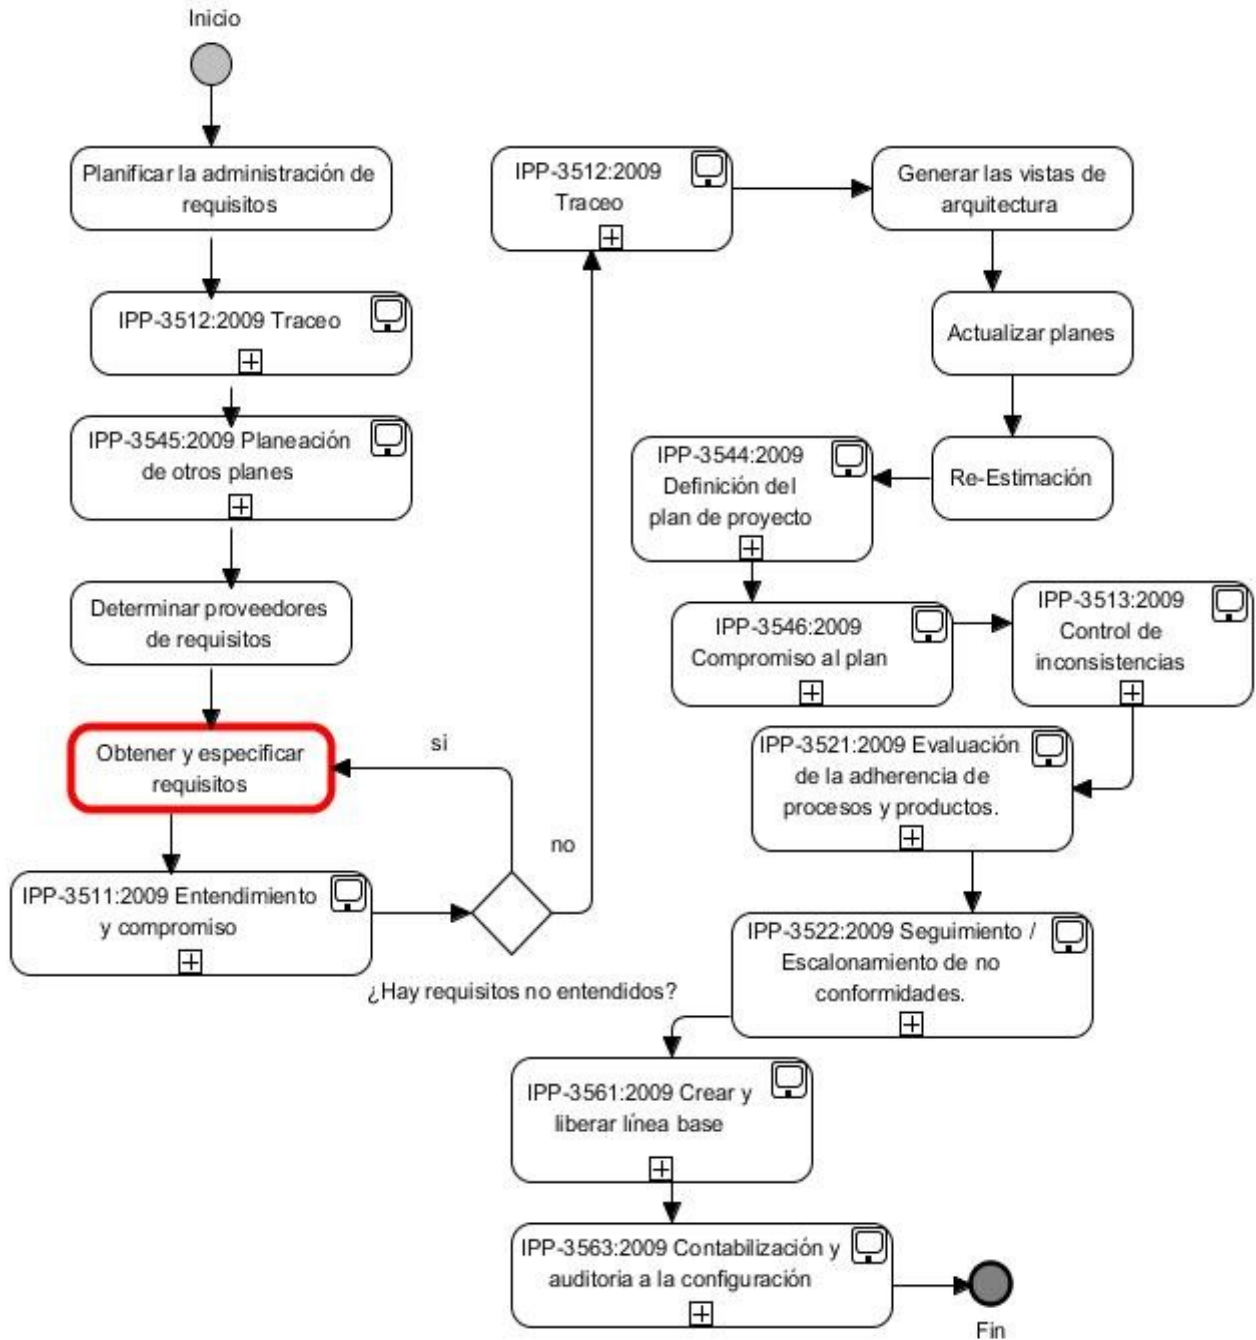 Inicio
Planificar la administración de
requisitos
IPP-3512:2009 Traceo
IPP-3545:2009 Planeación
de otros planes
Determinar proveedores
de requisitos
Obtener y especificar
requisitos
si
IPP-3511:2009 Entendimiento
y compromiso
¿Hay requisitos no entendidos?
no
IPP-3512:2009
Traceo
Generar las vistas de
arquitectura
Actualizar planes
Re-Estimación
IPP-3544:2009
Definición del
plan de proyecto
IPP-3546:2009
Compromiso al plan
IPP-3513:2009
Control de
inconsistencias
IPP-3521:2009 Evaluación
de la adherencia de
procesos y productos.
IPP-3522:2009 Seguimiento /
Escalonamiento de no
conformidades.
IPP-3561:2009 Crear y
liberar línea base
IPP-3563:2009 Contabilización y
auditoria a la configuración
Fin